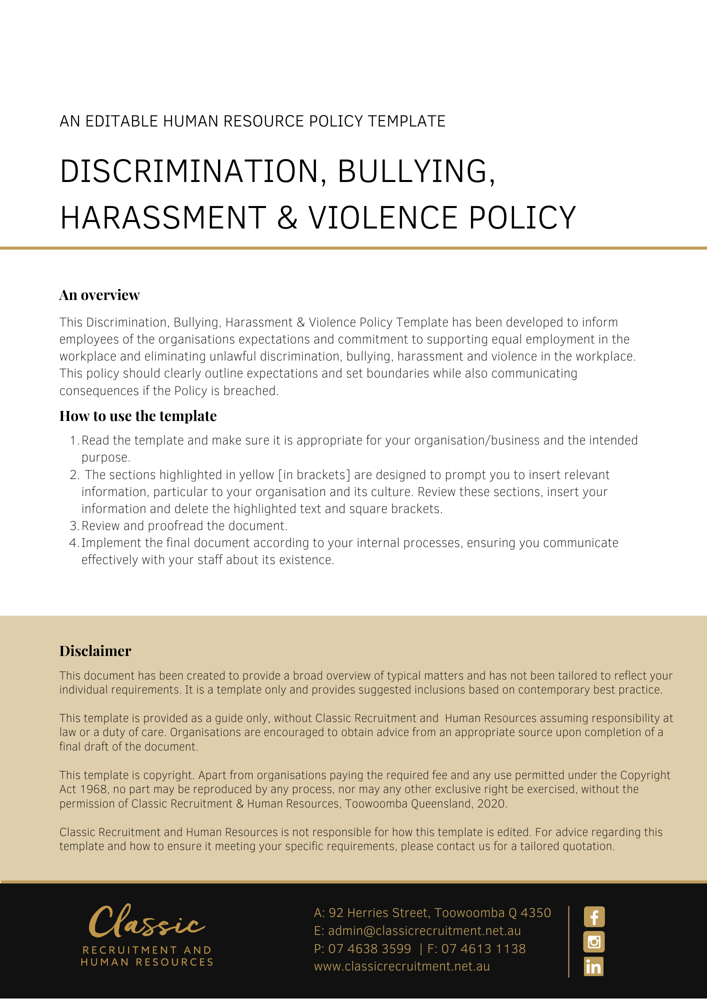 AN EDITABLE HUMAN RESOURCE POLICY TEMPLATE
DISCRIMINATION, BULLYING,
HARASSMENT & VIOLENCE POLICY
An overview
This Discrimination, Bullying, Harassment & Violence Policy Template has been developed to inform
employees of the organisations expectations and commitment to supporting equal employment in the
workplace and eliminating unlawful discrimination, bullying, harassment and violence in the workplace.
This policy should clearly outline expectations and set boundaries while also communicating
consequences if the Policy is breached.
How to use the template
1. Read the template and make sure it is appropriate for your organisation/business and the intended
purpose.
2. The sections highlighted in yellow [in brackets] are designed to prompt you to insert relevant
information, particular to your organisation and its culture. Review these sections, insert your
information and delete the highlighted text and square brackets.
3. Review and proofread the document.
4. Implement the final document according to your internal processes, ensuring you communicate
effectively with your staff about its existence.
Disclaimer
This document has been created to provide a broad overview of typical matters and has not been tailored to reflect your
individual requirements. It is a template only and provides suggested inclusions based on contemporary best practice.
This template is provided as a guide only, without Classic Recruitment and Human Resources assuming responsibility at
law or a duty of care. Organisations are encouraged to obtain advice from an appropriate source upon completion of a
final draft of the document.
This template is copyright. Apart from organisations paying the required fee and any use permitted under the Copyright
Act 1968, no part may be reproduced by any process, nor may any other exclusive right be exercised, without the
permission of Classic Recruitment & Human Resources, Toowoomba Queensland, 2020.
Classic Recruitment and Human Resources is not responsible for how this template is edited. For advice regarding this
template and how to ensure it meeting your specific requirements, please contact us for a tailored quotation.
Classic
RECRUITMENT AND
HUMAN RESOURCES
A: 92 Herries Street, Toowoomba Q 4350
E: admin@classicrecruitment.net.au
P: 07 4638 3599 | F: 07 4613 1138
www.classicrecruitment.net.au